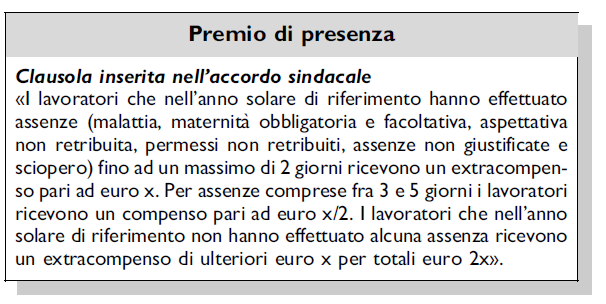 Premio di presenza
Clausola inserita nell'accordo sindacale
«I lavoratori che nell'anno solare di riferimento hanno effettuato
assenze (malattia, maternità obbligatoria e facoltativa, aspettativa
non retribuita, permessi non retribuiti, assenze non giustificate e
sciopero) fino ad un massimo di 2 giorni ricevono un extracompen-
so pari ad euro x. Per assenze comprese fra 3 e 5 giorni i lavoratori
ricevono un compenso pari ad euro x/2. I lavoratori che nell'anno
solare di riferimento non hanno effettuato alcuna assenza ricevono
un extracompenso di ulteriori euro x per totali euro 2x».